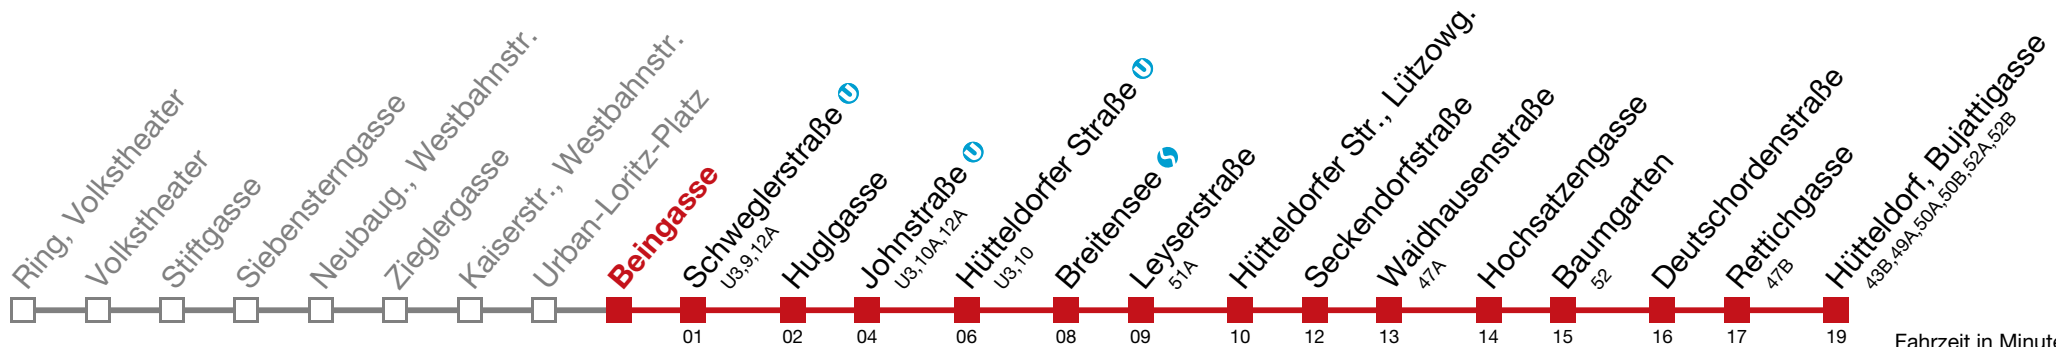 Ring, Volkstheater
Volkstheater
Stiftgasse
Siebensterngasse
Neubaug., Westbahnstr.
Zieglergasse
Kaiserstr., Westbahnstr.
Urban-Loritz-Platz
Beingasse
Schweglerstraße U
U3,9,12A
Huglgasse
Johnstraße U
U3,10A,12A
Hütteldorfer Straße U
U3,10
Breitensee S
Leyserstraße
51A
Hütteldorfer Str., Lützowg.
Seckendorfstraße
Waidhausenstraße
47A
Hochsatzengasse
Baumgarten
52
Deutschordenstraße
Rettichgasse
47B
Hütteldorf, Bujattigasse
43B,49A,50A,50B,52A,52B
01 02 04 06 08 09 10 12 13 14 15 16 17 19
Fahrzeit in Minute